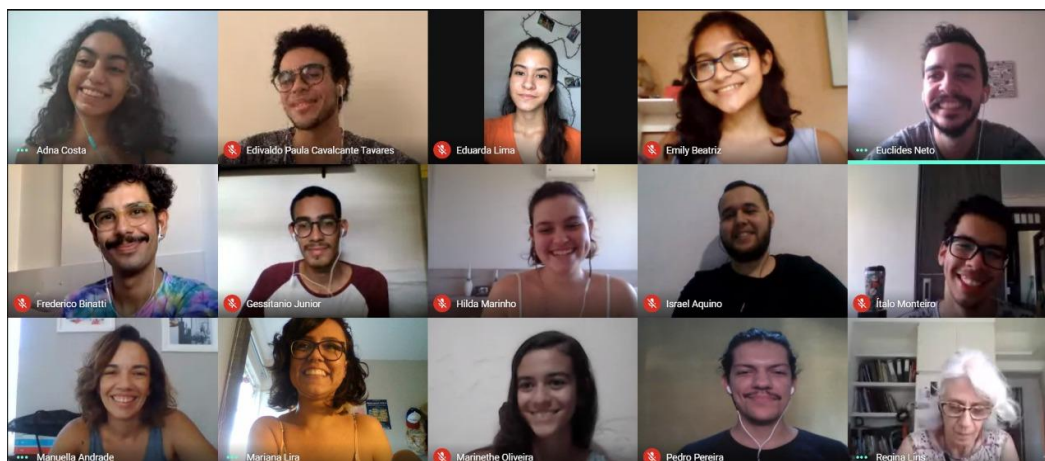 Adna Costa
Edivaldo Paula Cavalcante Tavares
Eduarda Lima
Emily Beatriz
Euclides Neto
Frederico Binatti
Gessitanio Junior
Hilda Marinho
Israel Aquino
Ítalo Monteiro
Manuella Andrade
Mariana Lira
Marinethe Oliveira
Pedro Pereira
Regina Lins